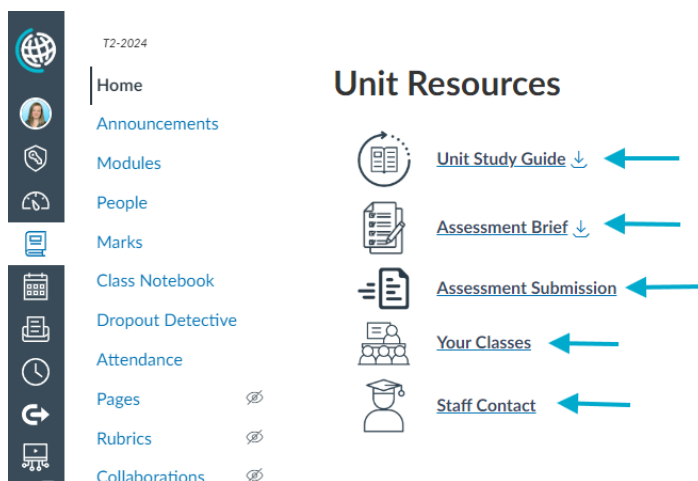 T2-2024
Home
Announcements
Modules
People
Marks
Class Notebook
Dropout Detective
Attendance
Pages
Rubrics
Collaborations
Unit Resources
Unit Study Guide
Assessment Brief
Assessment Submission
Your Classes
Staff Contact